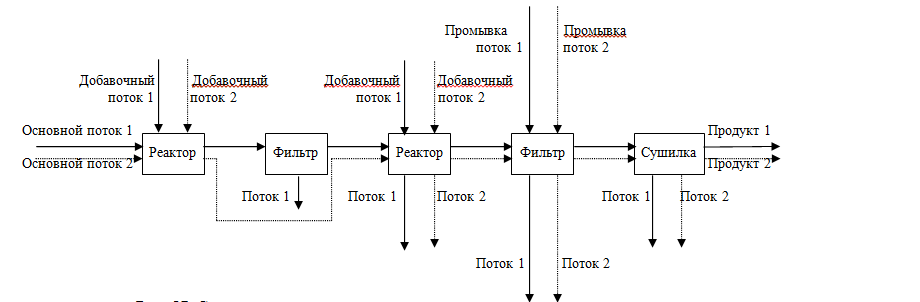 Промывка Промывка
поток 1 поток 2
Добавочный Добавочный Добавочный Добавочный
поток 1 поток 2 поток 1 поток 2
Основной поток 1 Продукт 1
Реактор Фильтр Реактор Фильтр Сушилка
Основной поток 2 Продукт 2
Поток 1 Поток 1 Поток 2 Поток 1 Поток 2
Поток 1 Поток 2